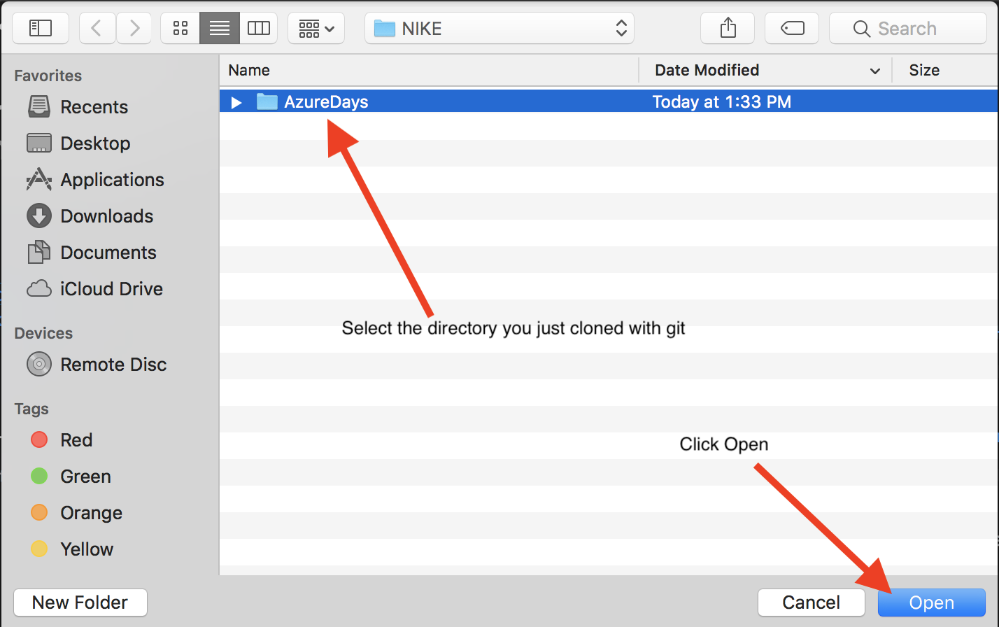 NIKE
Search
Favorites
Recents
Desktop
Applications
Downloads
Documents
iCloud Drive
Devices
Remote Disc
Tags
Red
Green
Orange
Yellow
Name Date Modified Size
AzureDays Today at 1:33 PM
Select the directory you just cloned with git
Click Open
New Folder Cancel Open